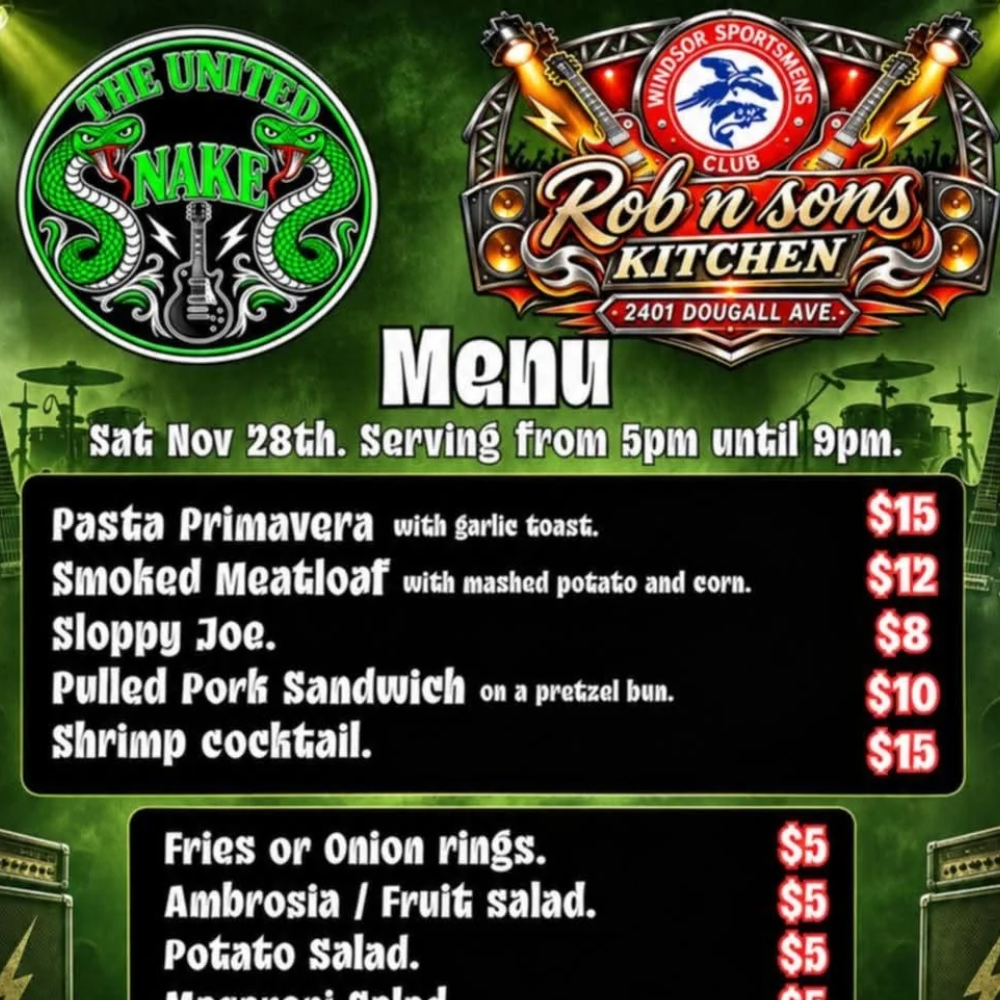 THE UNITED
SNAKE
WINDSOR SPORTSMENS
CLUB
Rob n sons
KITCHEN
2401 DOUGALL AVE.
Menu
Sat Nov 28th. Serving from 5pm until 9pm.
Pasta Primavera with garlic toast. $15
Smoked Meatloaf with mashed potato and corn. $12
Sloppy Joe. $8
Pulled Pork Sandwich on a pretzel bun. $10
Shrimp cocktail. $15
Fries or Onion rings. $5
Ambrosia / Fruit salad. $5
Potato Salad. $5
Salad $5